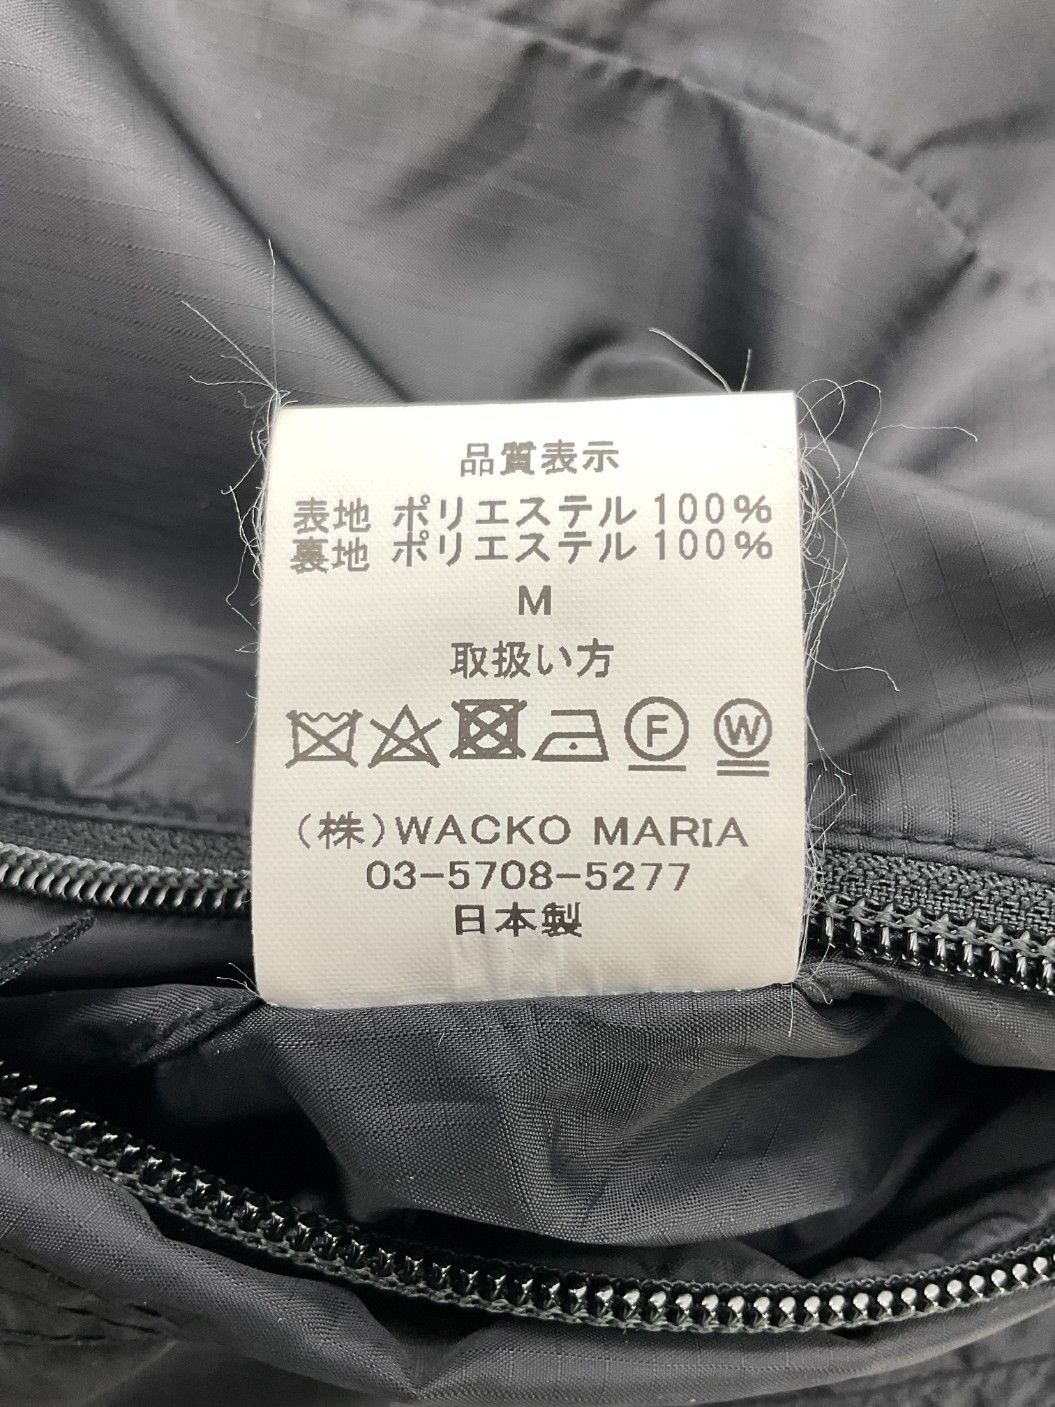 品質表示
表地 ポリエステル 100%
裏地 ポリエステル 100%
M
取扱い方
F W
(株)WACKO MARIA
03-5708-5277
日本製